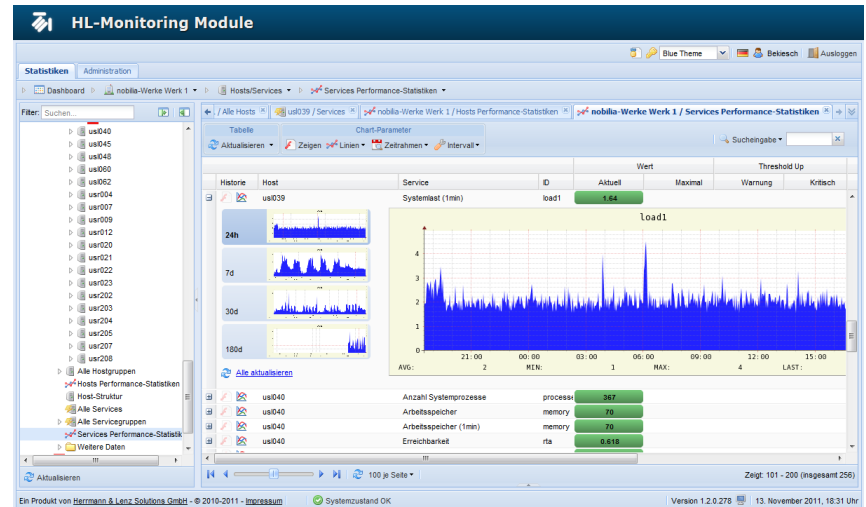 HL-Monitoring Module
Blue Theme Bekiesch Ausloggen
Statistiken Administration
Dashboard nobilia-Werke Werk 1 Hosts/Services Services Performance-Statistiken
Filter: Suchen...
/ Alle Hosts usl039 / Services nobilia-Werke Werk 1 / Hosts Performance-Statistiken nobilia-Werke Werk 1 / Services Performance-Statistiken
Tabelle Chart-Parameter
Aktualisieren Zeigen Linien Zeitrahmen Intervall Sucheingabe
usl040
usl045
usl048
usl060
usl062
usr004
usr007
usr009
usr012
usr020
usr021
usr022
usr023
usr202
usr203
usr204
usr205
usr207
usr208
Alle Hostgruppen
Hosts Performance-Statistiken
Host-Struktur
Alle Services
Alle Servicegruppen
Services Performance-Statistik
Weitere Daten
Aktualisieren
Wert Threshold Up
Historie Host Service ID Aktuell Maximal Warnung Kritisch
usl039 Systemlast (1min) load1 1.64
24h
7d
30d
180d
Alle aktualisieren
load1
4
3
2
1
0
21:00 00:00 03:00 06:00 09:00 12:00 15:00
AVG: 2 MIN: 1 MAX: 4 LAST:
usl040 Anzahl Systemprozesse processe 367
usl040 Arbeitsspeicher memory 70
usl040 Arbeitsspeicher (1min) memory 70
usl040 Erreichbarkeit rta 0.618
100 je Seite Zeigt: 101 - 200 (insgesamt 256)
Ein Produkt von Herrmann & Lenz Solutions GmbH - © 2010-2011 - Impressum Systemzustand OK Version 1.2.0.278 13. November 2011, 18:31 Uhr